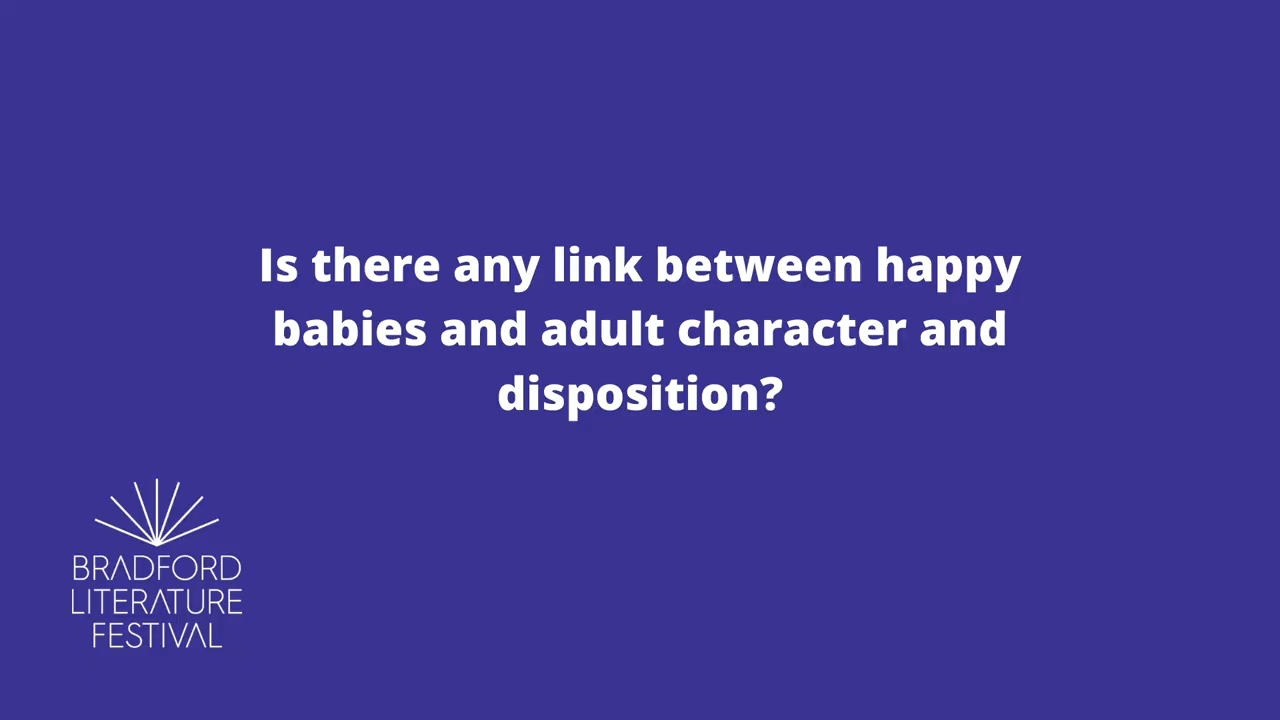 Is there any link between happy
babies and adult character and
disposition?
BRADFORD
LITERATURE
FESTIVAL